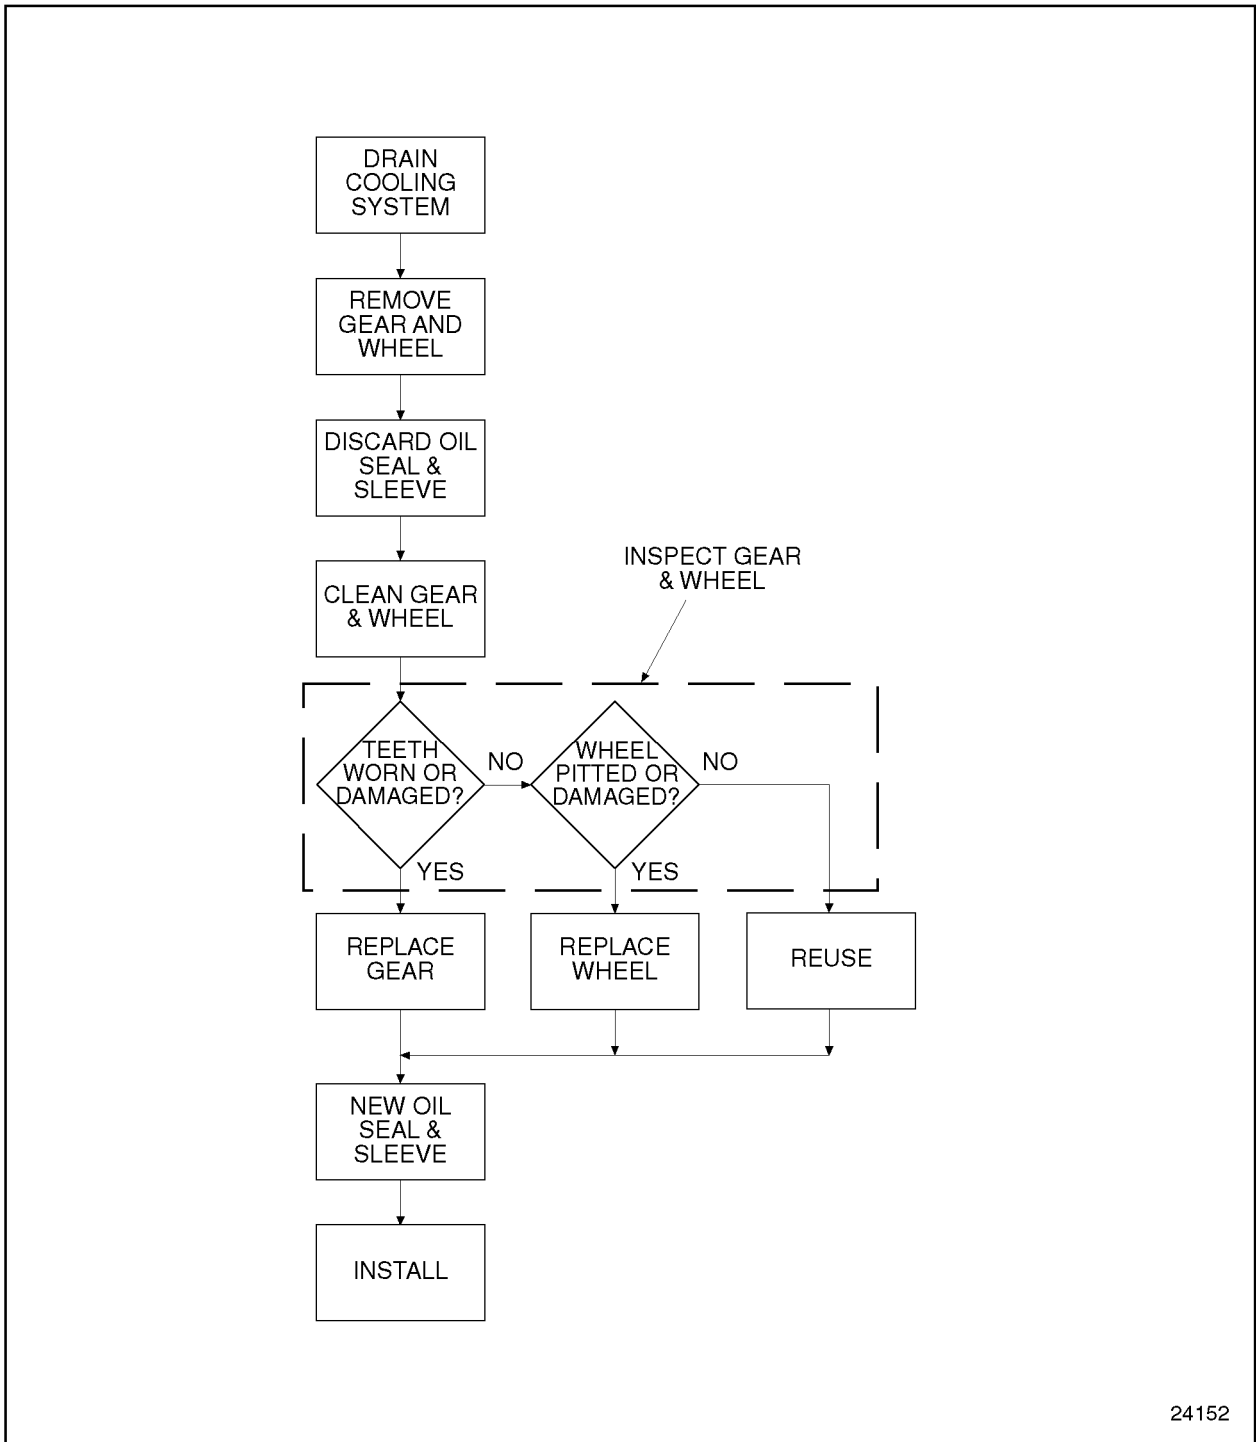 DRAIN
COOLING
SYSTEM
REMOVE
GEAR AND
WHEEL
DISCARD OIL
SEAL &
SLEEVE
CLEAN GEAR
& WHEEL
INSPECT GEAR
& WHEEL
TEETH
WORN OR
DAMAGED?
NO
WHEEL
PITTED OR
DAMAGED?
NO
YES
YES
REPLACE
GEAR
REPLACE
WHEEL
REUSE
NEW OIL
SEAL &
SLEEVE
INSTALL
24152